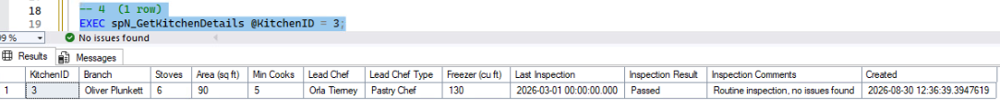 18
-- 4 (1 row)
19 EXEC spN_GetKitchenDetails @KitchenID = 3;
99 % No issues found
Results Messages
KitchenID Branch Stoves Area (sq ft) Min Cooks Lead Chef Lead Chef Type Freezer (cu ft) Last Inspection Inspection Result Inspection Comments Created
1 3 Oliver Plunkett 6 90 5 Orla Tierney Pastry Chef 130 2026-03-01 00:00:00.000 Passed Routine inspection, no issues found 2026-08-30 12:36:39.3947619